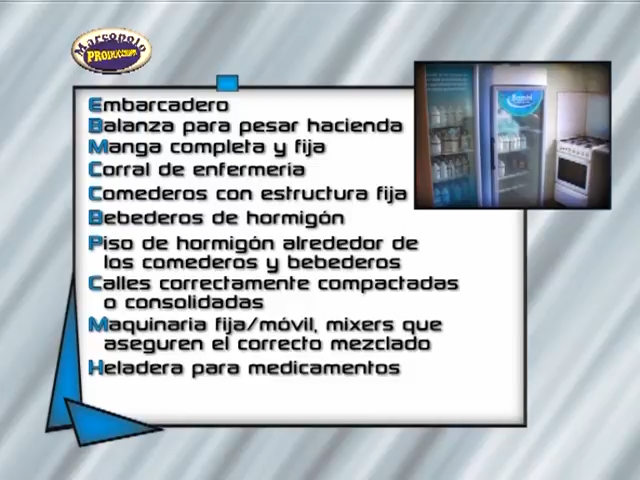 Marcopolo
PRODUCCIONES
Embarcadero
Balanza para pesar hacienda
Manga completa y fija
Corral de enfermería
Comederos con estructura fija
Bebederos de hormigón
Piso de hormigón alrededor de
los comederos y bebederos
Calles correctamente compactadas
o consolidadas
Maquinaria fija/móvil, mixers que
aseguren el correcto mezclado
Heladera para medicamentos